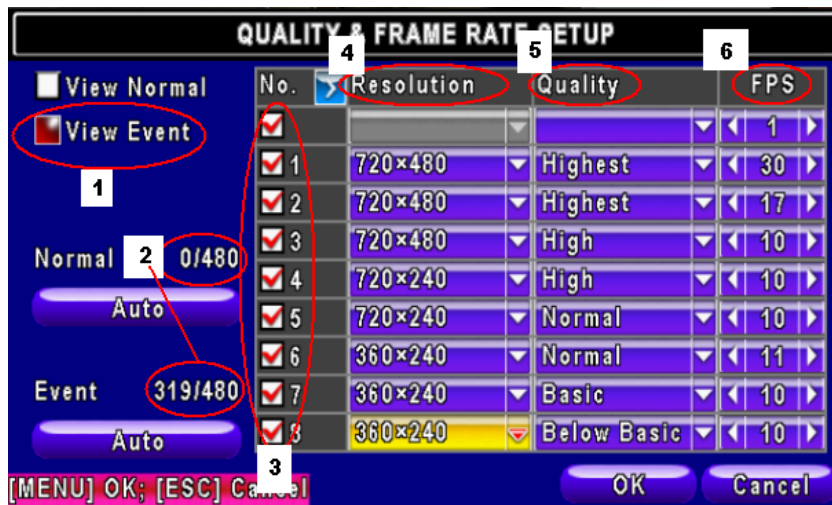 QUALITY & FRAME RATE SETUP
4 5 6
View Normal
No. Resolution Quality FPS
View Event
1
1
1 720×480 Highest 30
2 720×480 Highest 17
3 720×480 High 10
Normal 2 0/480
4 720×240 High 10
Auto
5 720×240 Normal 10
6 360×240 Normal 11
Event 319/480
7 360×240 Basic 10
Auto
8 360×240 Below Basic 10
3
[MENU] OK; [ESC] Cancel
OK Cancel